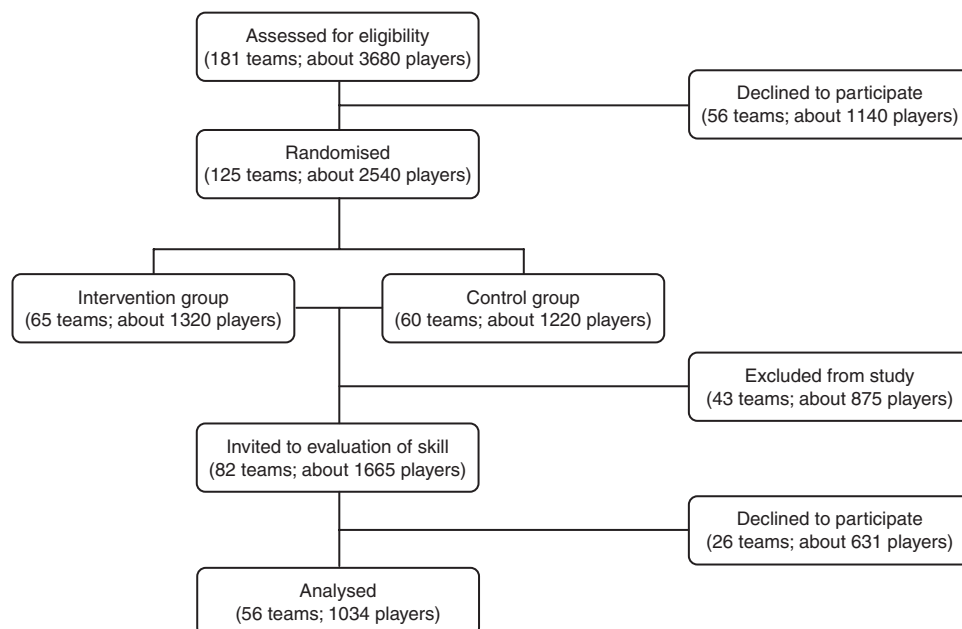 Assessed for eligibility
(181 teams; about 3680 players)
Declined to participate
(56 teams; about 1140 players)
Randomised
(125 teams; about 2540 players)
Intervention group
(65 teams; about 1320 players)
Control group
(60 teams; about 1220 players)
Excluded from study
(43 teams; about 875 players)
Invited to evaluation of skill
(82 teams; about 1665 players)
Declined to participate
(26 teams; about 631 players)
Analysed
(56 teams; 1034 players)